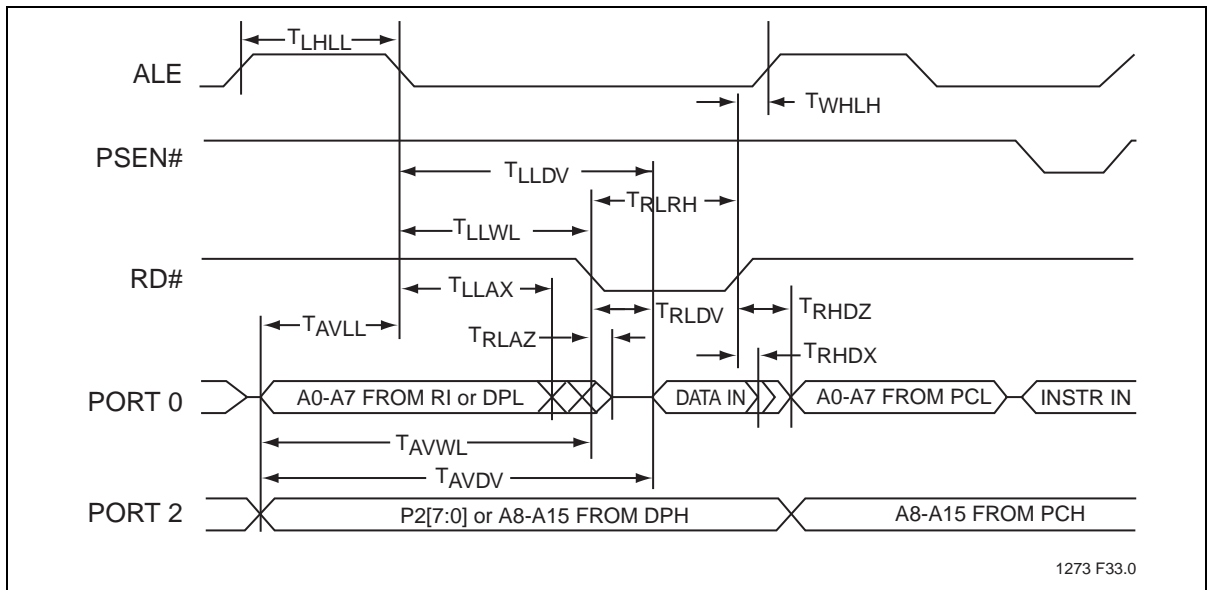 TLHLL
ALE
TWHLH
PSEN#
TLLDV
TRLRH
TLLWL
RD#
TLLAX
TRLDV
TRHDZ
TAVLL
TRLAZ
TRHDX
PORT 0
A0-A7 FROM RI or DPL
DATA IN
A0-A7 FROM PCL
INSTR IN
TAVWL
TAVDV
PORT 2
P2[7:0] or A8-A15 FROM DPH
A8-A15 FROM PCH
1273 F33.0